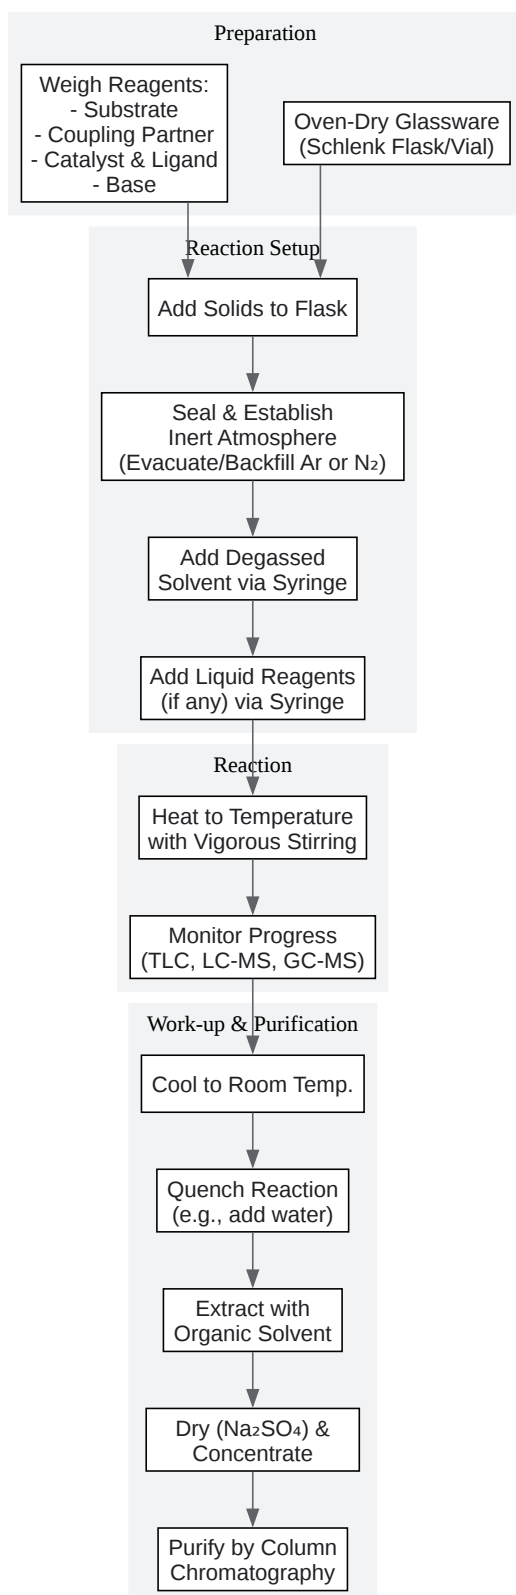 Preparation
Weigh Reagents:
- Substrate
- Coupling Partner
- Catalyst & Ligand
- Base
Oven-Dry Glassware
(Schlenk Flask/Vial)
Reaction Setup
Add Solids to Flask
Seal & Establish
Inert Atmosphere
(Evacuate/Backfill Ar or N₂)
Add Degassed
Solvent via Syringe
Add Liquid Reagents
(if any) via Syringe
Reaction
Heat to Temperature
with Vigorous Stirring
Monitor Progress
(TLC, LC-MS, GC-MS)
Work-up & Purification
Cool to Room Temp.
Quench Reaction
(e.g., add water)
Extract with
Organic Solvent
Dry (Na₂SO₄) &
Concentrate
Purify by Column
Chromatography